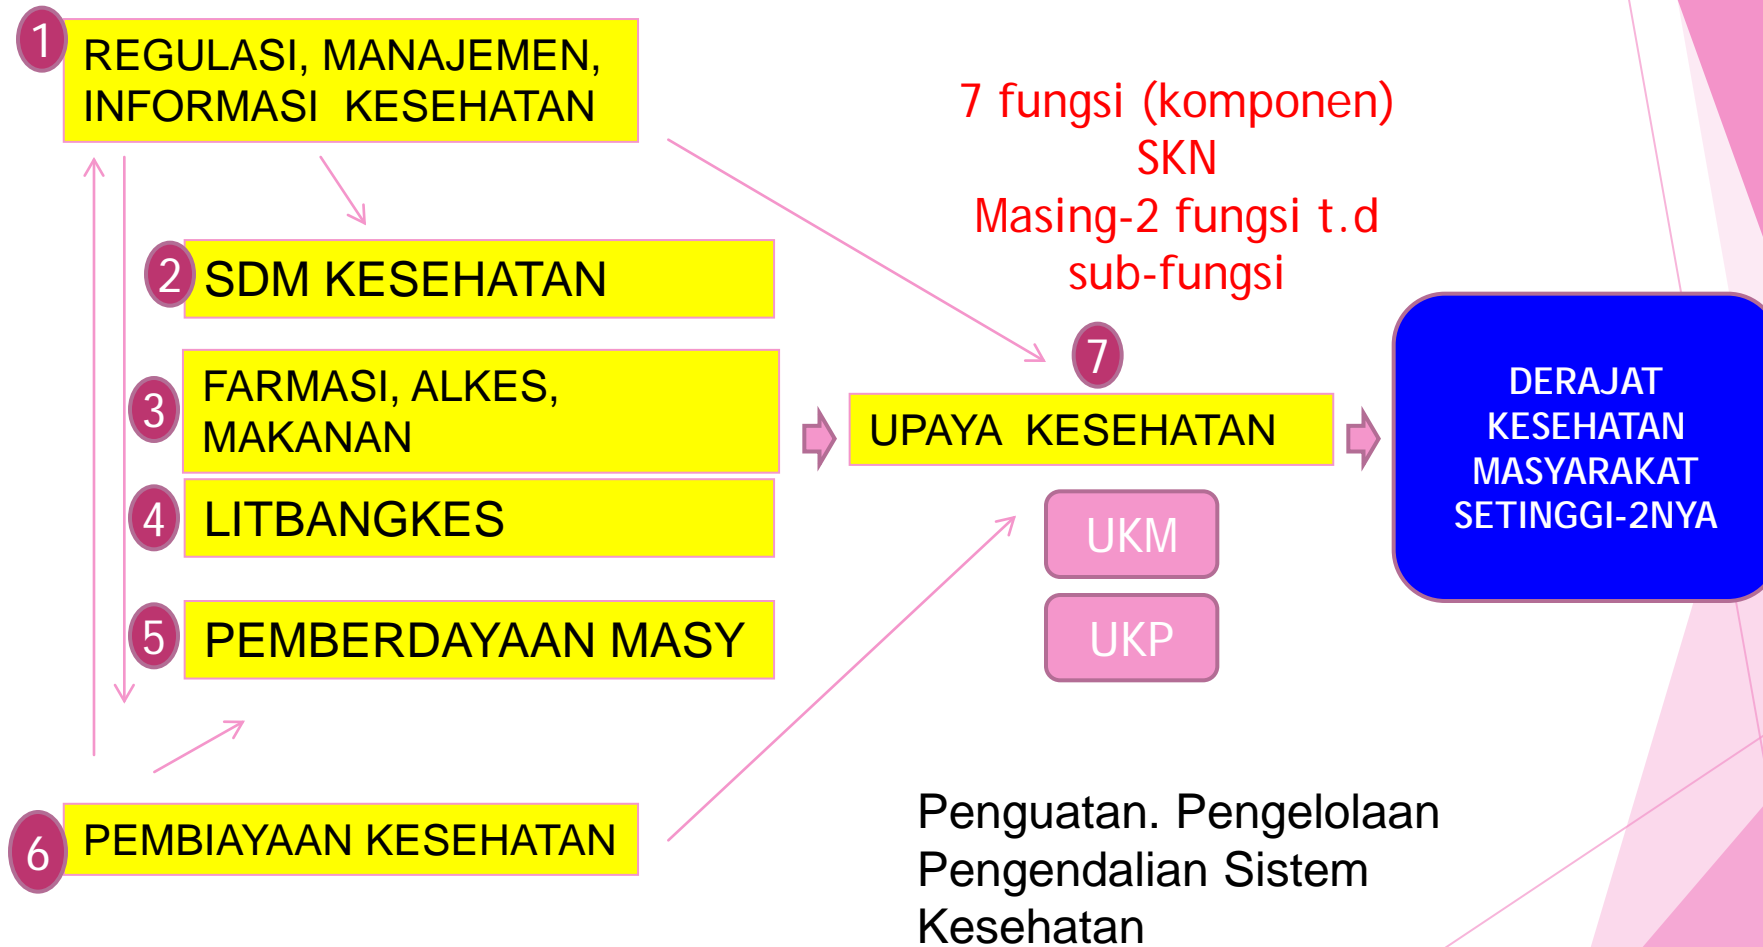 1
REGULASI, MANAJEMEN,
INFORMASI KESEHATAN
7 fungsi (komponen)
SKN
Masing-2 fungsi t.d
sub-fungsi
2
SDM KESEHATAN
3
FARMASI, ALKES,
MAKANAN
4
LITBANGKES
5
PEMBERDAYAAN MASY
6
PEMBIAYAAN KESEHATAN
7
UPAYA KESEHATAN
UKM
UKP
DERAJAT
KESEHATAN
MASYARAKAT
SETINGGI-2NYA
Penguatan. Pengelolaan
Pengendalian Sistem
Kesehatan